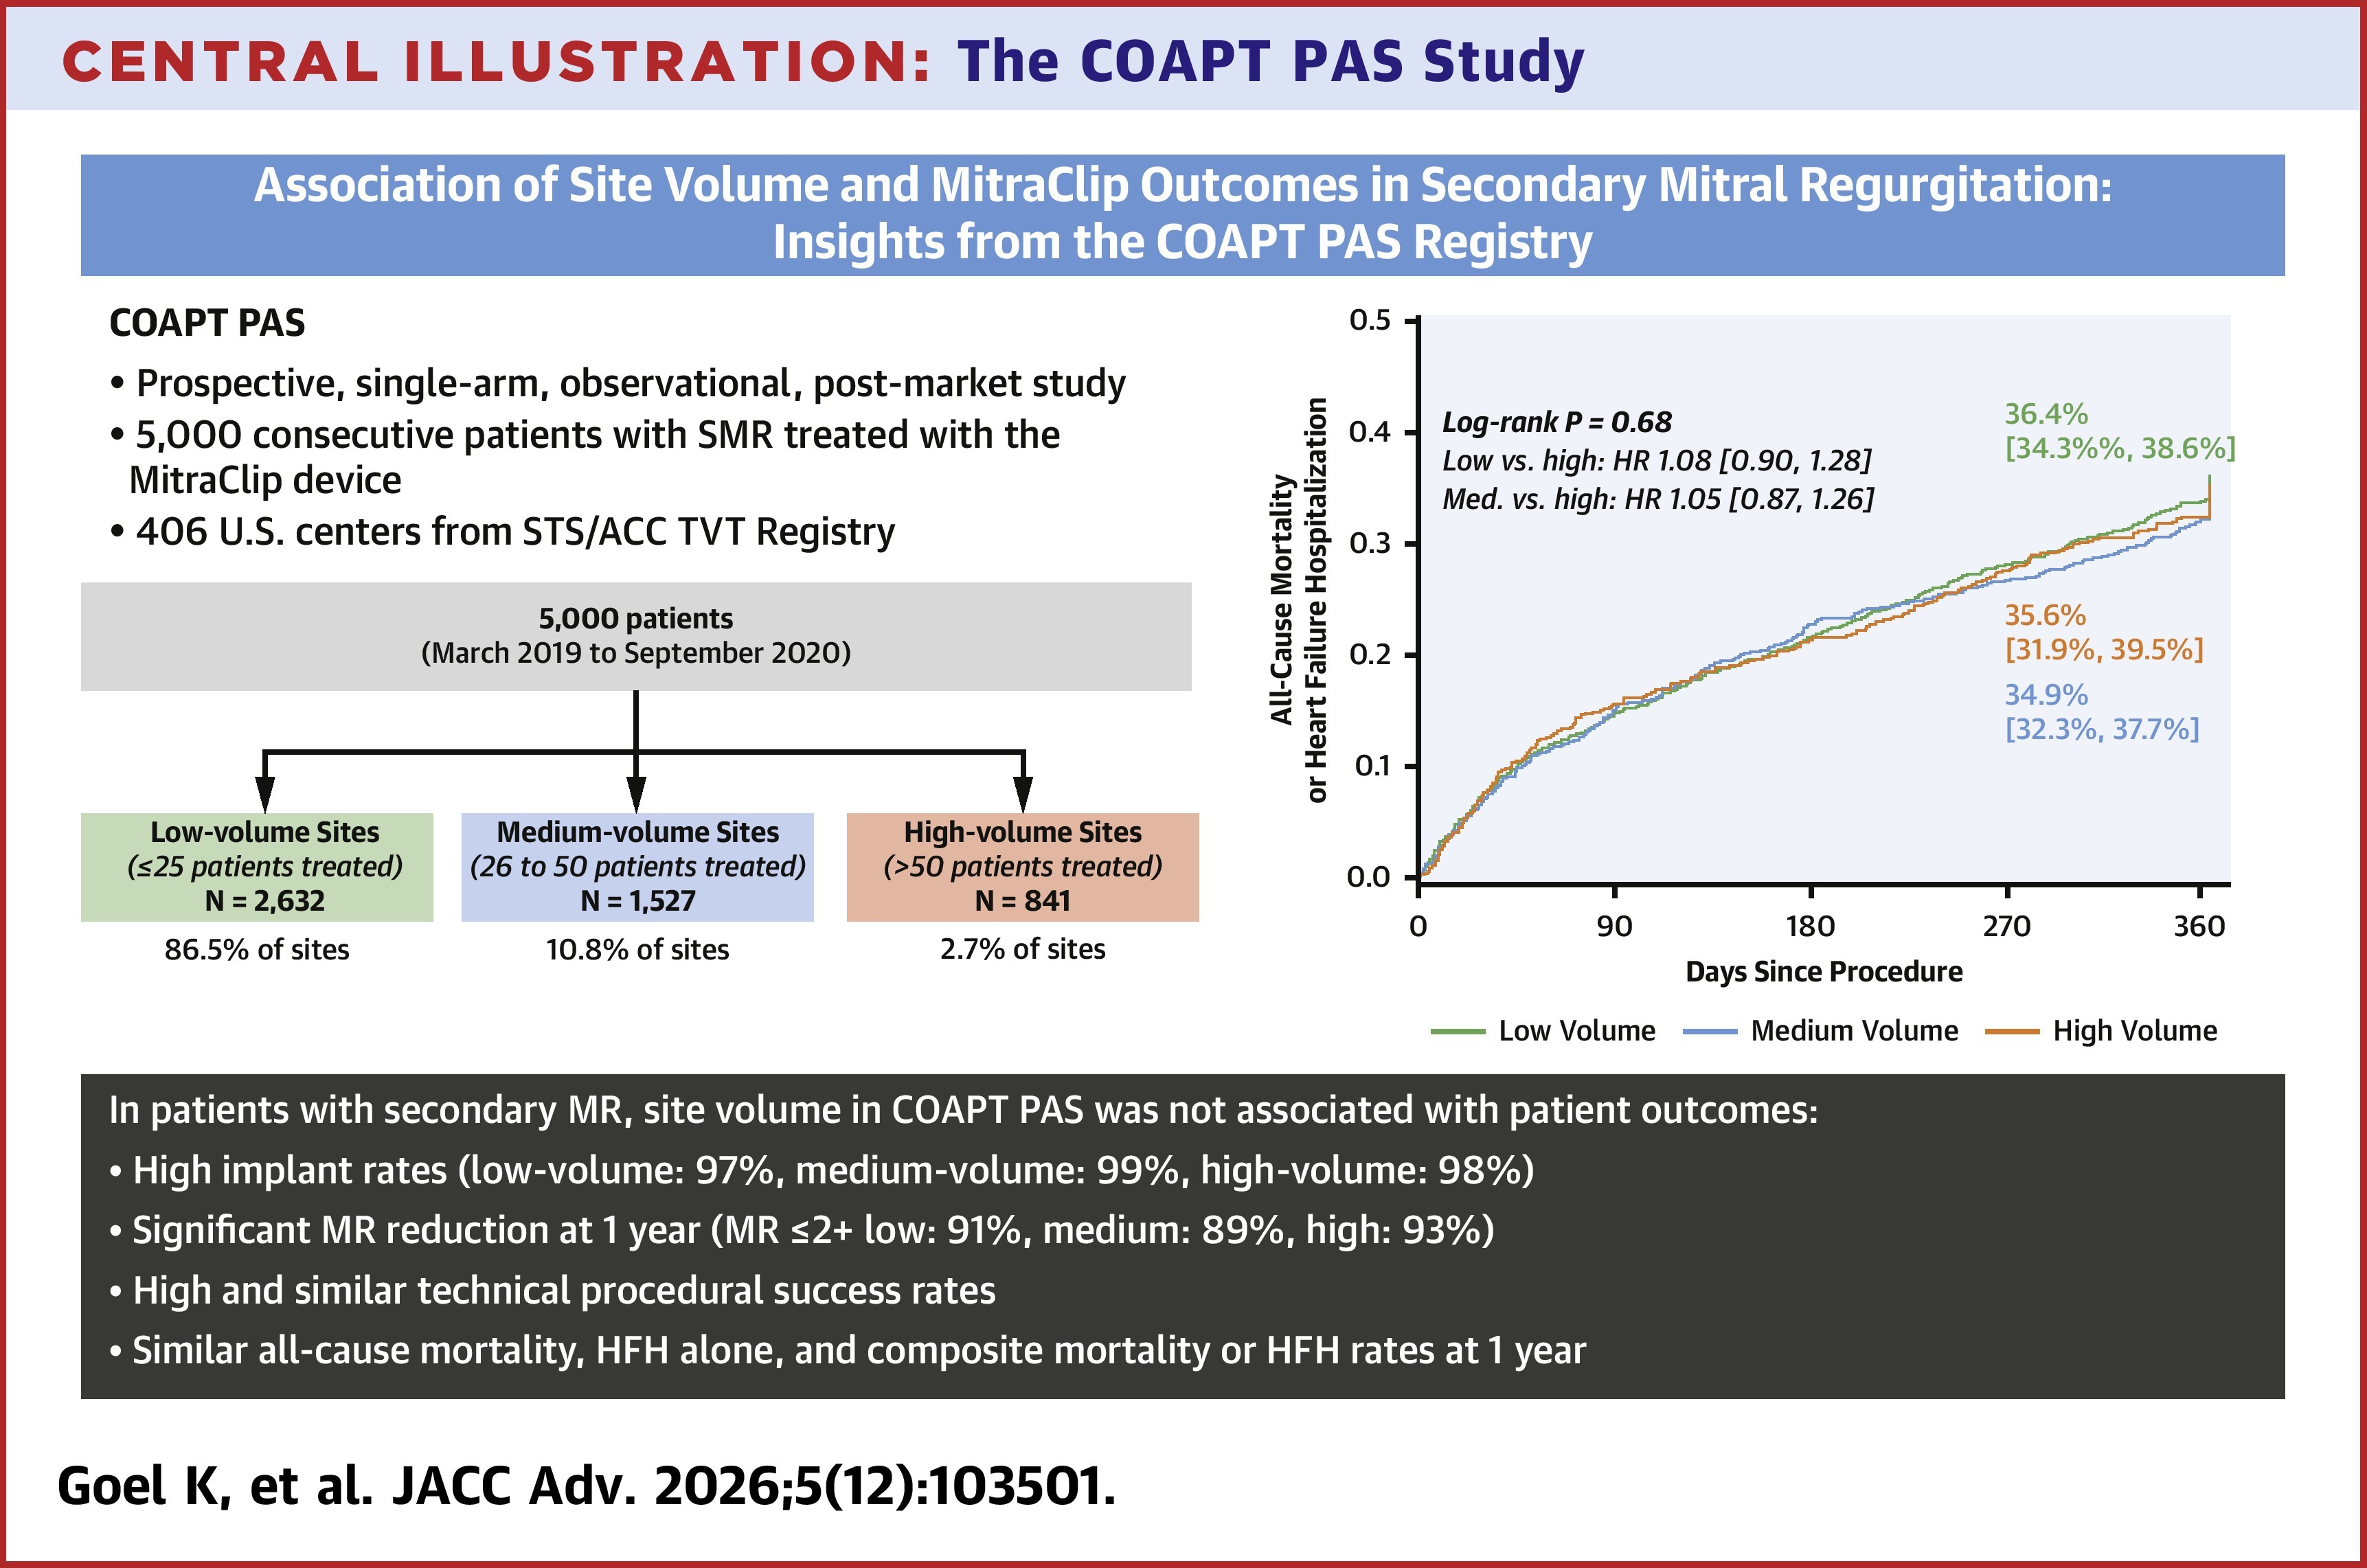 CENTRAL ILLUSTRATION: The COAPT PAS Study
Association of Site Volume and MitraClip Outcomes in Secondary Mitral Regurgitation:
Insights from the COAPT PAS Registry
COAPT PAS
• Prospective, single-arm, observational, post-market study
• 5,000 consecutive patients with SMR treated with the
MitraClip device
• 406 U.S. centers from STS/ACC TVT Registry
5,000 patients
(March 2019 to September 2020)
Low-volume Sites
(≤25 patients treated)
N = 2,632
86.5% of sites
Medium-volume Sites
(26 to 50 patients treated)
N = 1,527
10.8% of sites
High-volume Sites
(>50 patients treated)
N = 841
2.7% of sites
All-Cause Mortality
or Heart Failure Hospitalization
0.5
0.4
0.3
0.2
0.1
0.0
Log-rank P = 0.68
Low vs. high: HR 1.08 [0.90, 1.28]
Med. vs. high: HR 1.05 [0.87, 1.26]
36.4%
[34.3%%, 38.6%]
35.6%
[31.9%, 39.5%]
34.9%
[32.3%, 37.7%]
0 90 180 270 360
Days Since Procedure
Low Volume Medium Volume High Volume
In patients with secondary MR, site volume in COAPT PAS was not associated with patient outcomes:
• High implant rates (low-volume: 97%, medium-volume: 99%, high-volume: 98%)
• Significant MR reduction at 1 year (MR ≤2+ low: 91%, medium: 89%, high: 93%)
• High and similar technical procedural success rates
• Similar all-cause mortality, HFH alone, and composite mortality or HFH rates at 1 year
Goel K, et al. JACC Adv. 2026;5(12):103501.